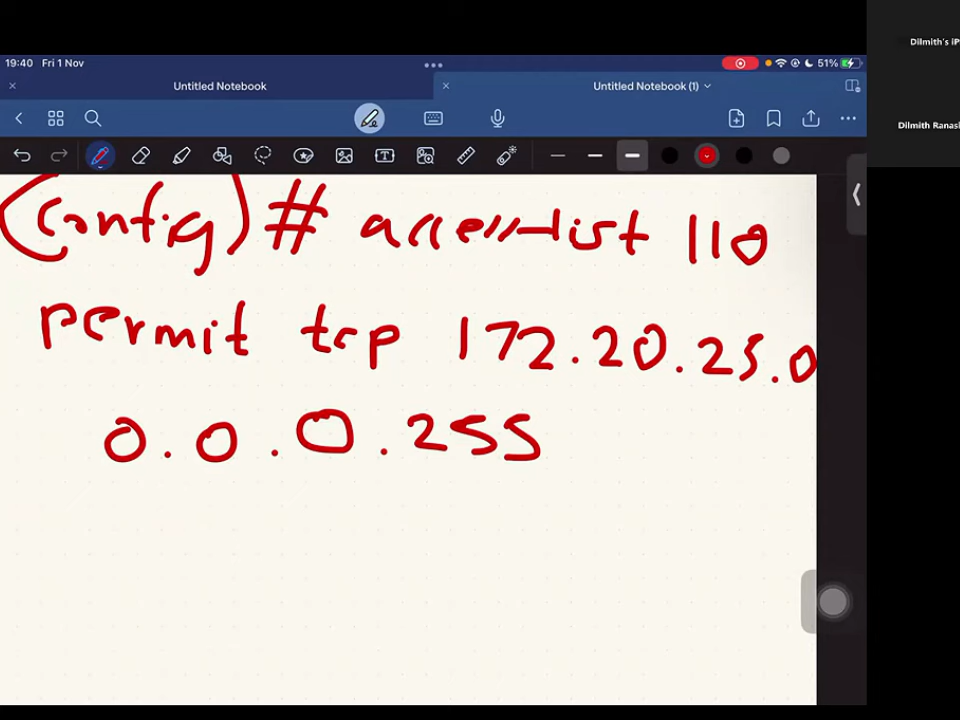 Dilmith's iP
19:40 Fri 1 Nov
51%
Untitled Notebook
Untitled Notebook (1)
Dilmith Ranasi
(Config)# access-list 110
permit tcp 172.20.25.0
0.0.0.255